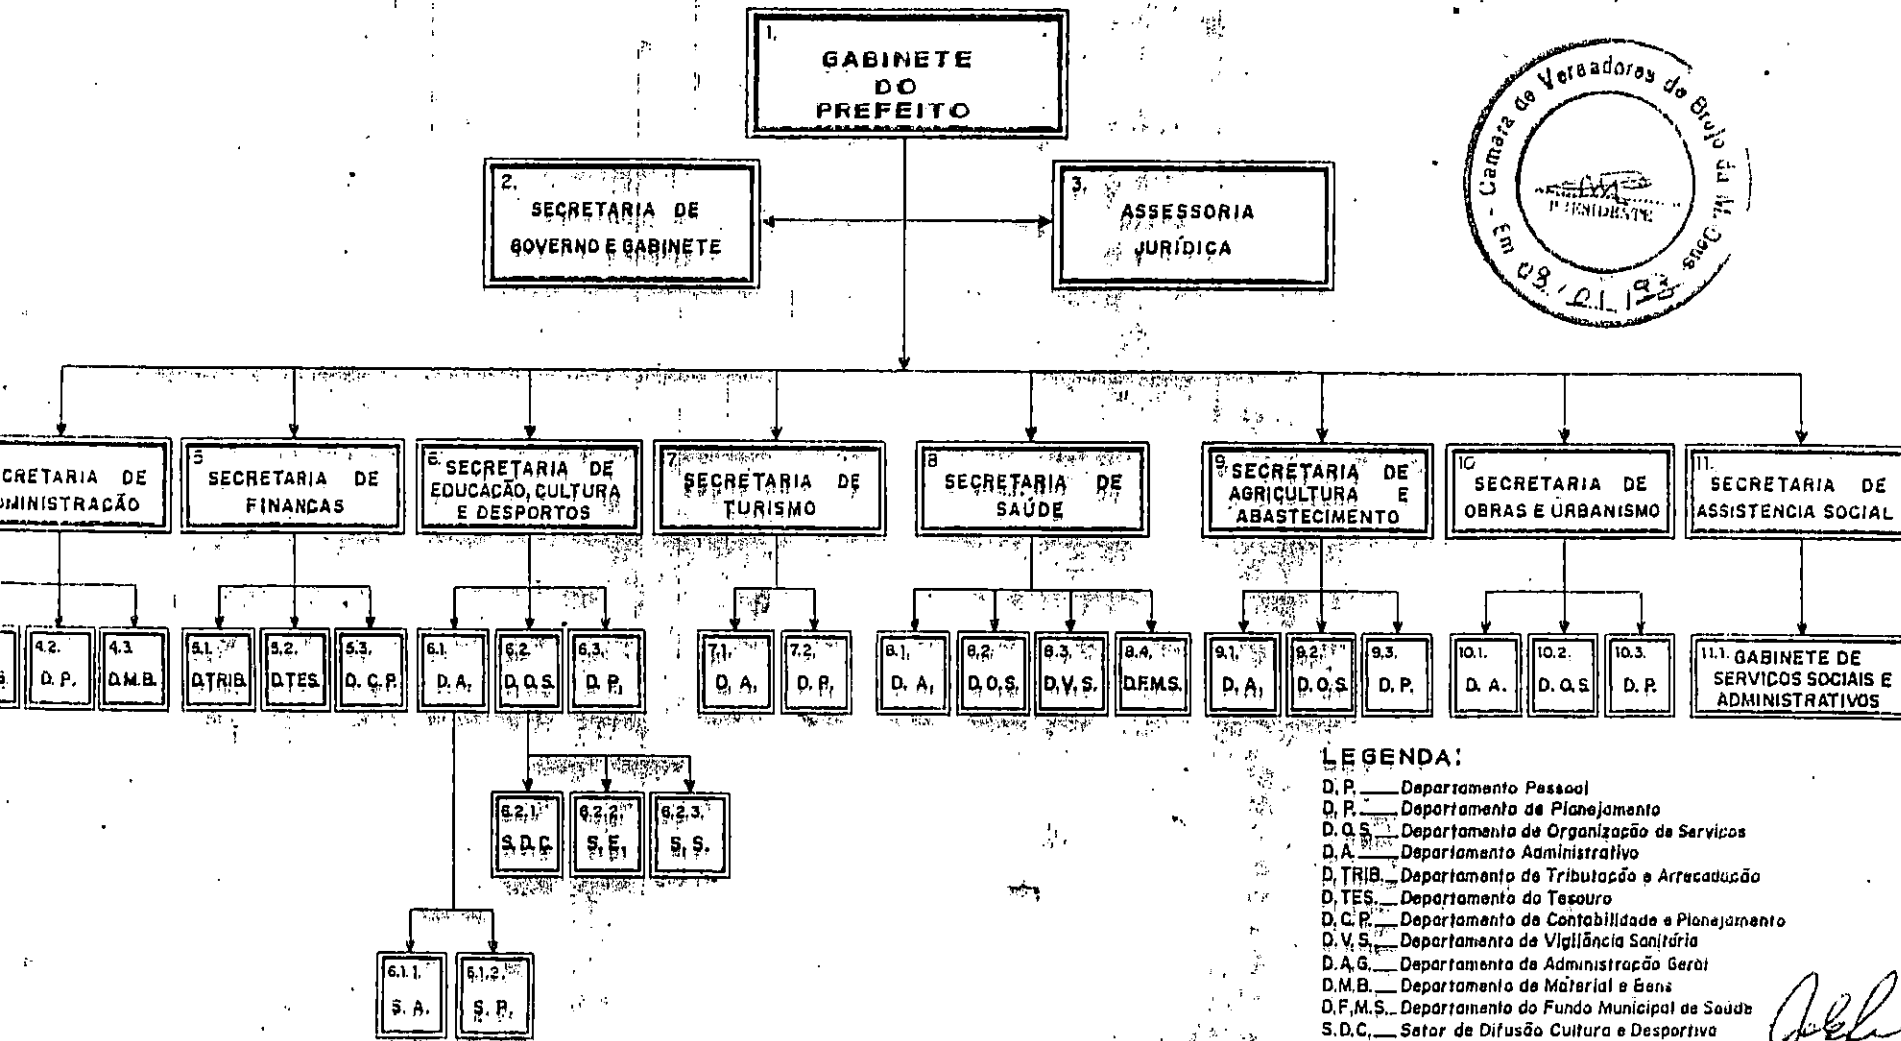 1.
GABINETE
DO
PREFEITO
2.
SECRETARIA DE
GOVERNO E GABINETE
3.
ASSESSORIA
JURÍDICA
Em - Camara de Vereadores do Brejo da M. Deus
PRESIDENTE
03 / 01 /
CRETARIA DE
DMINISTRAÇÃO
5
SECRETARIA DE
FINANÇAS
6.
SECRETARIA DE
EDUCAÇÃO, CULTURA
E DESPORTOS
7.
SECRETARIA DE
TURISMO
8
SECRETARIA DE
SAÚDE
9
SECRETARIA DE
AGRICULTURA E
ABASTECIMENTO
10
SECRETARIA DE
OBRAS E URBANISMO
11.
SECRETARIA DE
ASSISTENCIA SOCIAL
4.2.
D. P.
4.3.
D.M.B.
5.1.
D.TRIB.
5.2.
D.TES.
5.3.
D. C. P.
6.1.
D. A.
6.2.
D. O. S.
6.3.
D. P.
7.1.
D. A.
7.2.
D. P.
8.1.
D. A.
8.2.
D. O. S.
8.3.
D. V. S.
8.4.
D.F.M.S.
9.1.
D. A.
9.2.
D. O. S.
9.3.
D. P.
10.1.
D. A.
10.2.
D. O. S.
10.3.
D. P.
11.1. GABINETE DE
SERVIÇOS SOCIAIS E
ADMINISTRATIVOS
6.2.1.
S. D. C.
6.2.2.
S. E.
6.2.3.
S. S.
6.1.1.
S. A.
6.1.2.
S. P.
LEGENDA:
D. P. ___ Departamento Pessoal
D. P. ___ Departamento de Planejamento
D. O. S. ___ Departamento de Organização de Serviços
D. A. ___ Departamento Administrativo
D. TRIB. ___ Departamento de Tributação e Arrecadação
D. TES. ___ Departamento do Tesouro
D. C. P. ___ Departamento de Contabilidade e Planejamento
D. V. S. ___ Departamento de Vigilância Sanitária
D. A. G. ___ Departamento de Administração Geral
D.M.B. ___ Departamento de Material e Bens
D.F.M.S. ___ Departamento do Fundo Municipal de Saúde
S.D.C. ___ Setor de Difusão Cultura e Desportiva